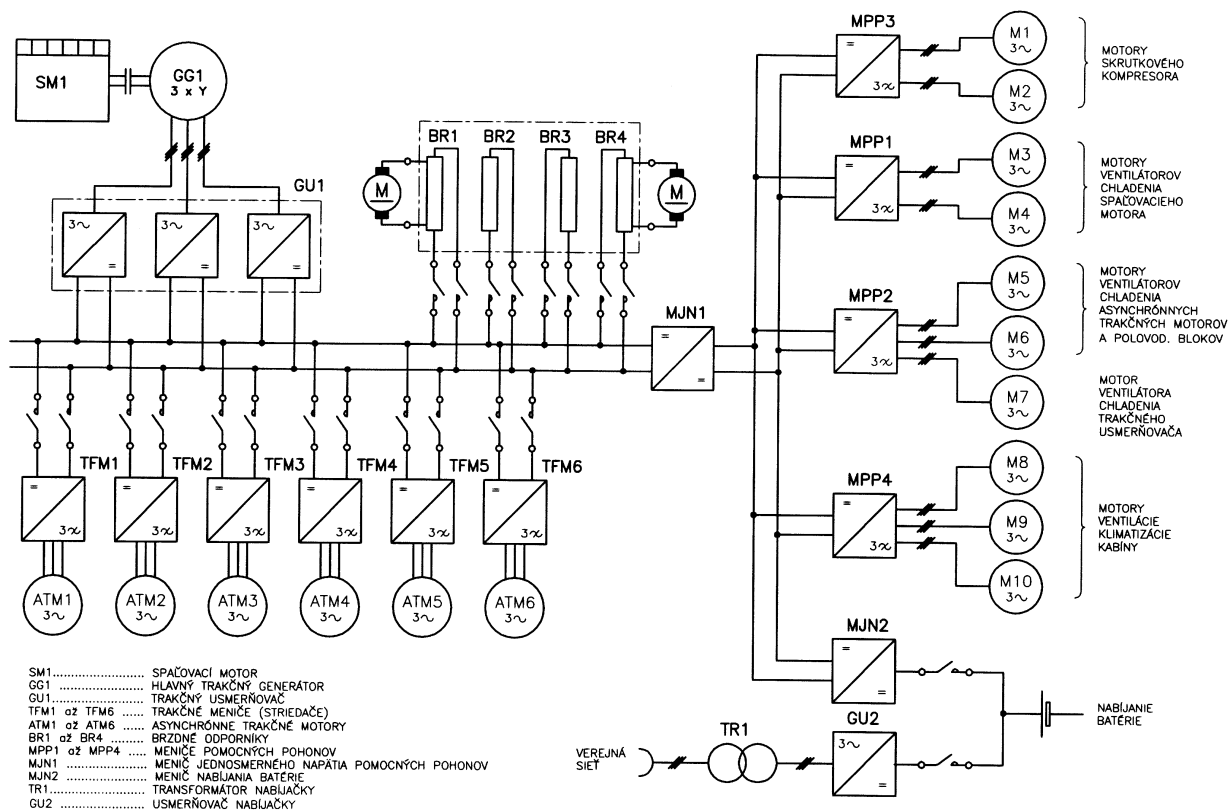 SM1
GG1
3 x Y
GU1
3~
=
3~
=
3~
=
BR1
BR2
BR3
BR4
M
M
MJN1
=
=
TFM1
TFM2
TFM3
TFM4
TFM5
TFM6
=
3~
=
3~
=
3~
=
3~
=
3~
=
3~
ATM1
3~
ATM2
3~
ATM3
3~
ATM4
3~
ATM5
3~
ATM6
3~
MPP3
=
3~
M1
3~
M2
3~
MOTORY
SKRUTKOVÉHO
KOMPRESORA
MPP1
=
3~
M3
3~
M4
3~
MOTORY
VENTILÁTOROV
CHLADENIA
SPAĽOVACIEHO
MOTORA
MPP2
=
3~
M5
3~
M6
3~
M7
3~
MOTORY
VENTILÁTOROV
CHLADENIA
ASYNCHRÓNNYCH
TRAKČNÝCH MOTOROV
A POLOVOD. BLOKOV
MOTOR
VENTILÁTORA
CHLADENIA
TRAKČNÉHO
USMERŇOVAČA
MPP4
=
3~
M8
3~
M9
3~
M10
3~
MOTORY
VENTILÁCIE
KLIMATIZÁCIE
KABÍNY
MJN2
=
=
GU2
3~
=
TR1
VEREJNÁ
SIEŤ
NABÍJANIE
BATÉRIE
SM1..................... SPAĽOVACÍ MOTOR
GG1 .................... HLAVNÝ TRAKČNÝ GENERÁTOR
GU1..................... TRAKČNÝ USMERŇOVAČ
TFM1 až TFM6 ...... TRAKČNÉ MENIČE (STRIEDAČE)
ATM1 až ATM6 ...... ASYNCHRÓNNE TRAKČNÉ MOTORY
BR1 až BR4 ......... BRZDNÉ ODPORNÍKY
MPP1 až MPP4 ..... MENIČE POMOCNÝCH POHONOV
MJN1 ................... MENIČ JEDNOSMERNÉHO NAPÄTIA POMOCNÝCH POHONOV
MJN2 ................... MENIČ NABÍJANIA BATÉRIE
TR1...................... TRANSFORMÁTOR NABÍJAČKY
GU2 .................... USMERŇOVAČ NABÍJAČKY